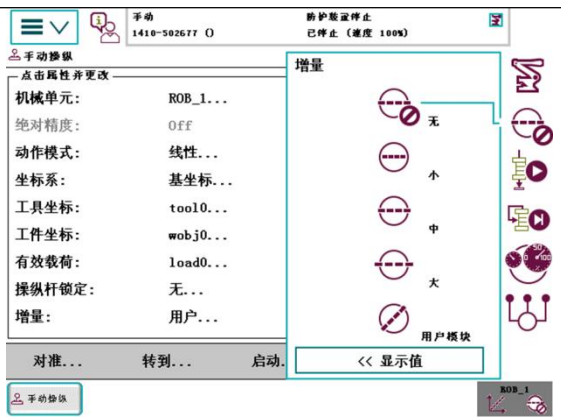 手动
1410-502677 ()
防护装置停止
已停止 (速度 100%)
手动操纵
点击属性并更改
机械单元: ROB_1...
绝对精度: Off
动作模式: 线性...
坐标系: 基坐标...
工具坐标: tool0...
工件坐标: wobj0...
有效载荷: load0...
操纵杆锁定: 无...
增量: 用户...
对准... 转到... 启动.
增量
无
小
中
大
用户模块
<< 显示值
手动操纵
ROB_1